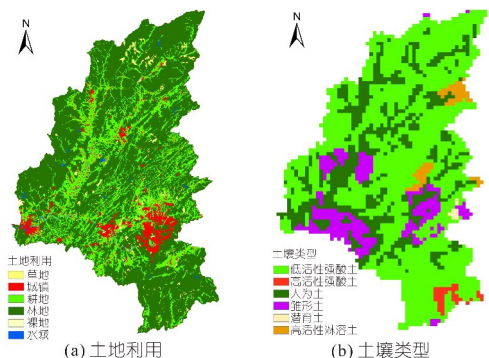 N
土地利用
草地
城镇
耕地
林地
裸地
水域
(a) 土地利用
N
土壤类型
低活性强酸土
高活性强酸土
人为土
雏形土
潜育土
高活性淋溶土
(b) 土壤类型